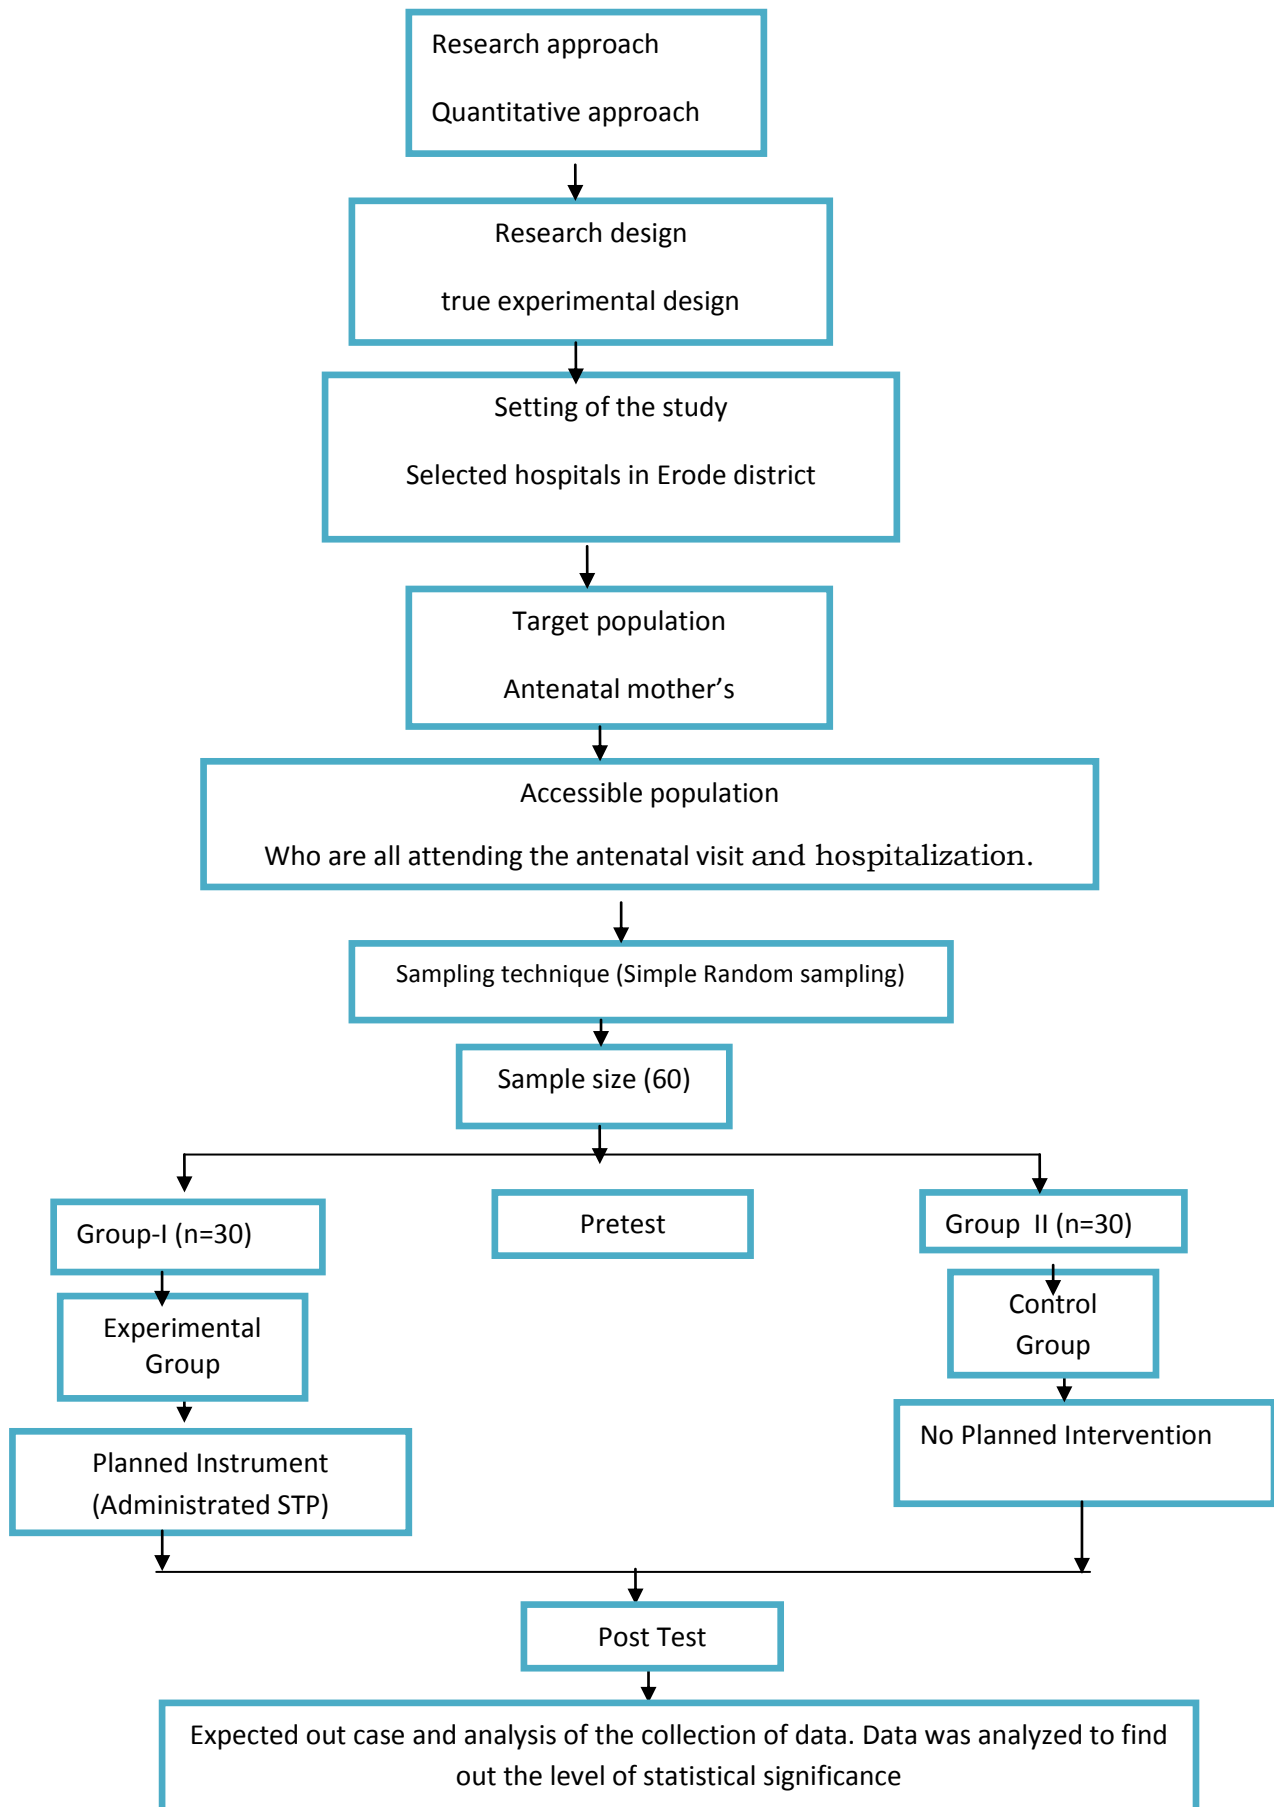 Research approach
Quantitative approach
Research design
true experimental design
Setting of the study
Selected hospitals in Erode district
Target population
Antenatal mother’s
Accessible population
Who are all attending the antenatal visit and hospitalization.
Sampling technique (Simple Random sampling)
Sample size (60)
Group-I (n=30)
Pretest
Group II (n=30)
Experimental
Group
Control
Group
Planned Instrument
(Administrated STP)
No Planned Intervention
Post Test
Expected out case and analysis of the collection of data. Data was analyzed to find
out the level of statistical significance